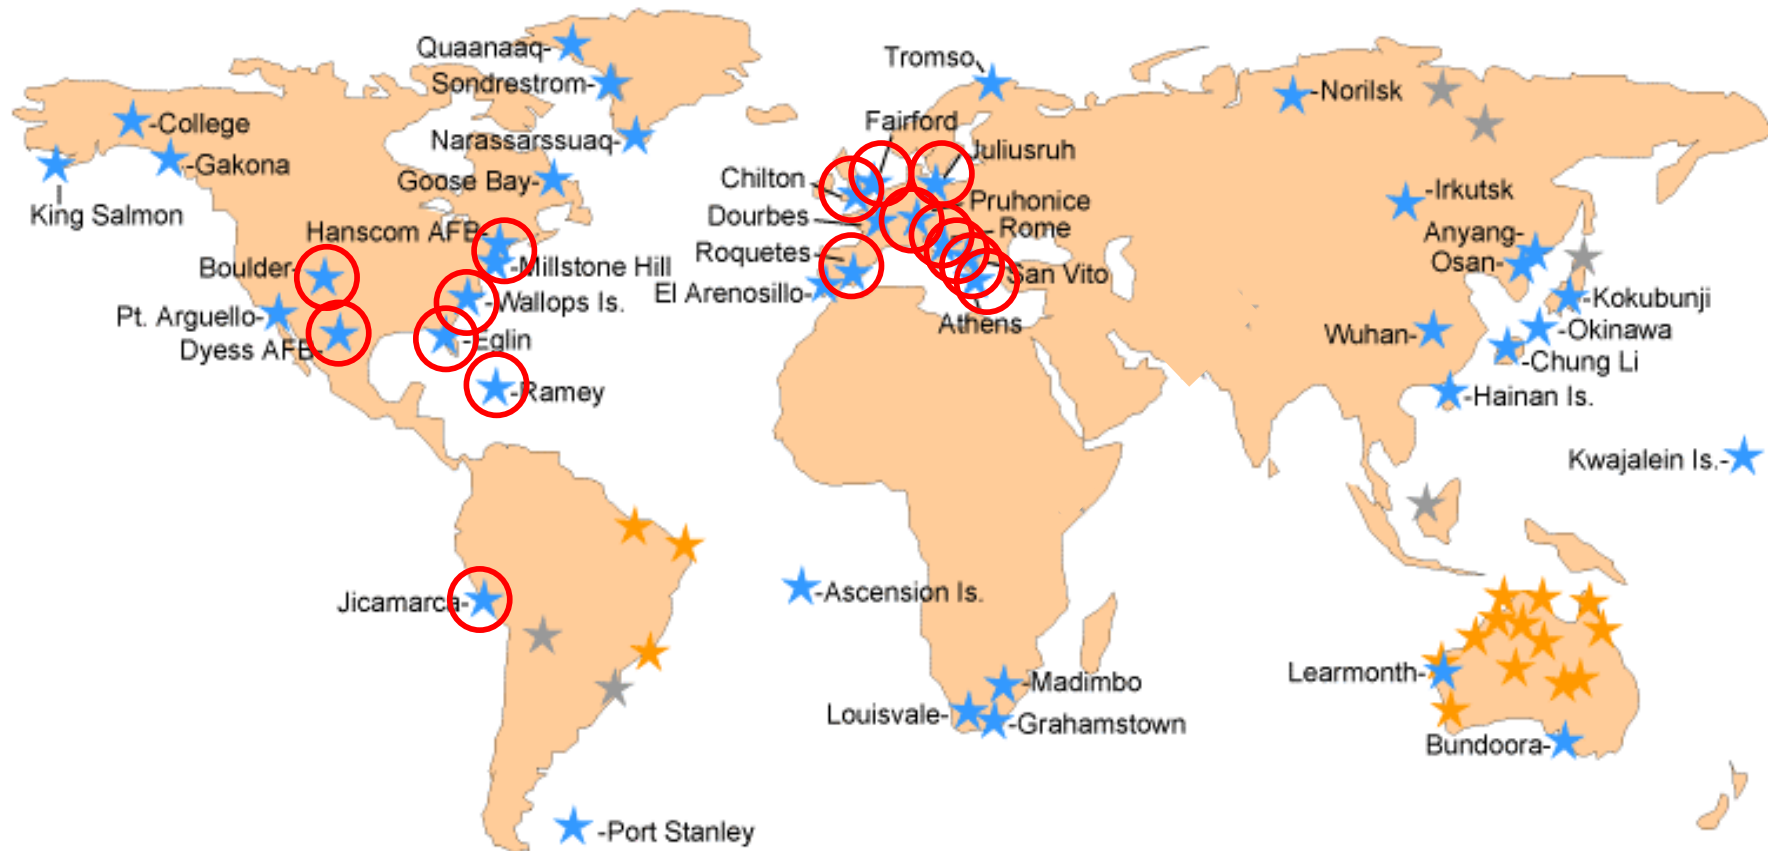 Quaanaaq-
Sondrestrom-
Tromso
-Norilsk
-College
Fairford
Narassarssuaq-
Juliusruh
-Gakona
Goose Bay-
Chilton
-Irkutsk
King Salmon
Pruhonice
Dourbes
Rome
Hanscom AFB-
Anyang-
Roquetes
Osan-
Boulder-
-Millstone Hill
San Vito
El Arenosillo-
-Kokubunji
-Wallops Is.
Pt. Arguello-
Athens
-Okinawa
Wuhan-
-Eglin
Dyess AFB-
-Chung Li
-Ramey
-Hainan Is.
Kwajalein Is.-
-Ascension Is.
Jicamarca-
Learmonth-
-Madimbo
Louisvale-
-Grahamstown
Bundoora-
-Port Stanley